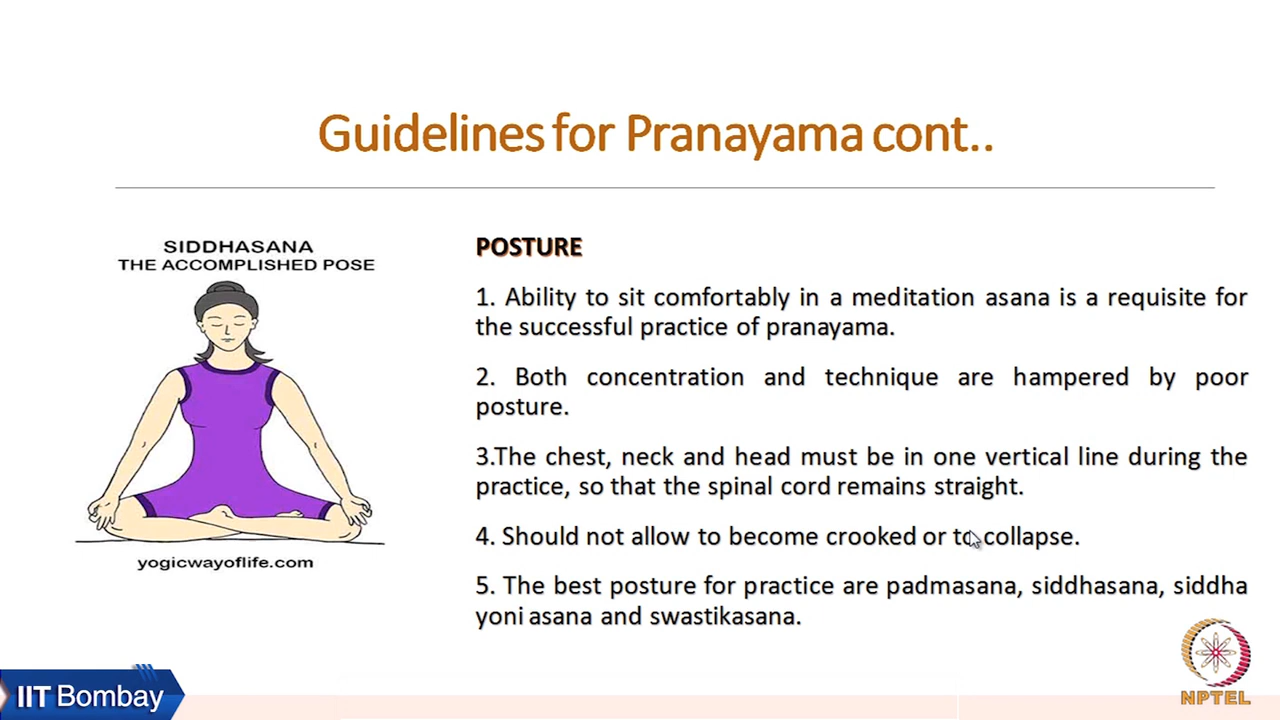 Guidelines for Pranayama cont..
SIDDHASANA
THE ACCOMPLISHED POSE
yogicwayoflife.com
POSTURE
1. Ability to sit comfortably in a meditation asana is a requisite for
the successful practice of pranayama.
2. Both concentration and technique are hampered by poor
posture.
3.The chest, neck and head must be in one vertical line during the
practice, so that the spinal cord remains straight.
4. Should not allow to become crooked or to collapse.
5. The best posture for practice are padmasana, siddhasana, siddha
yoni asana and swastikasana.
IIT Bombay
NPTEL